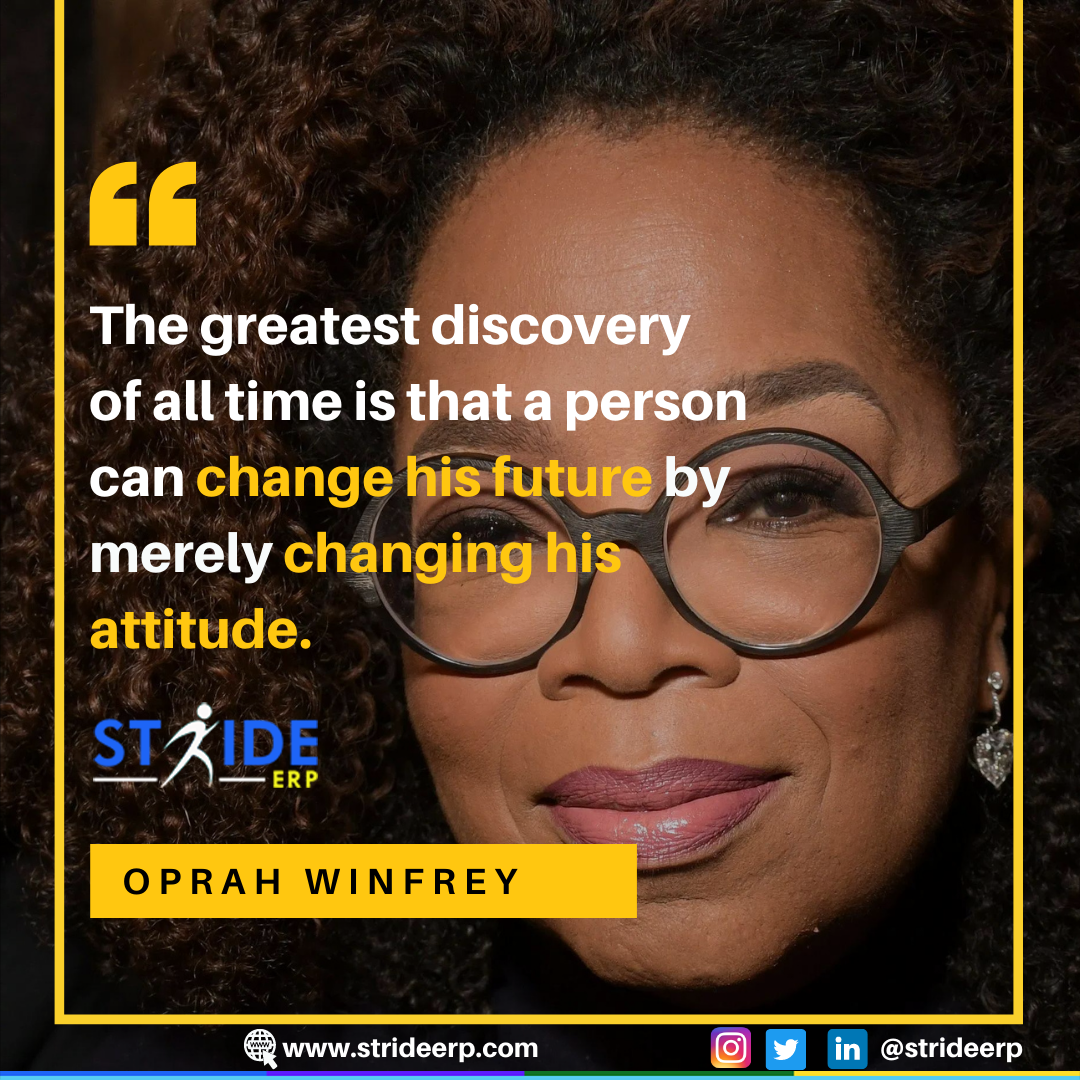 The greatest discovery
of all time is that a person
can change his future by
merely changing his
attitude.
STRIDE
ERP
OPRAH WINFREY
www.strideerp.com
@strideerp